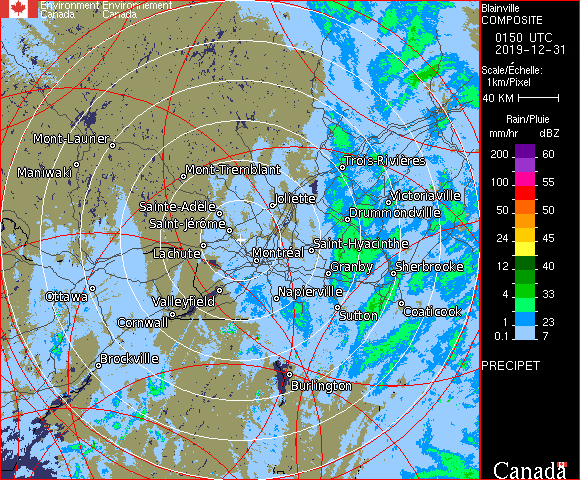 Environment Environnement
Canada Canada
Blainville
COMPOSITE
0150 UTC
2019-12-31
Scale/Échelle:
1km/Pixel
40 KM
Rain/Pluie
mm/hr dBZ
200 60
100 55
50 50
24 45
12 40
4 33
1 23
0.1 7
PRECIPET
Canada
Mont-Laurier
Maniwaki
Mont-Tremblant
Trois-Rivières
Joliette
Victoriaville
Sainte-Adèle
Drummondville
Saint-Jérôme
Saint-Hyacinthe
Lachute
Montréal
Granby
Sherbrooke
Ottawa
Valleyfield
Napierville
Coaticook
Cornwall
Sutton
Brockville
Burlington